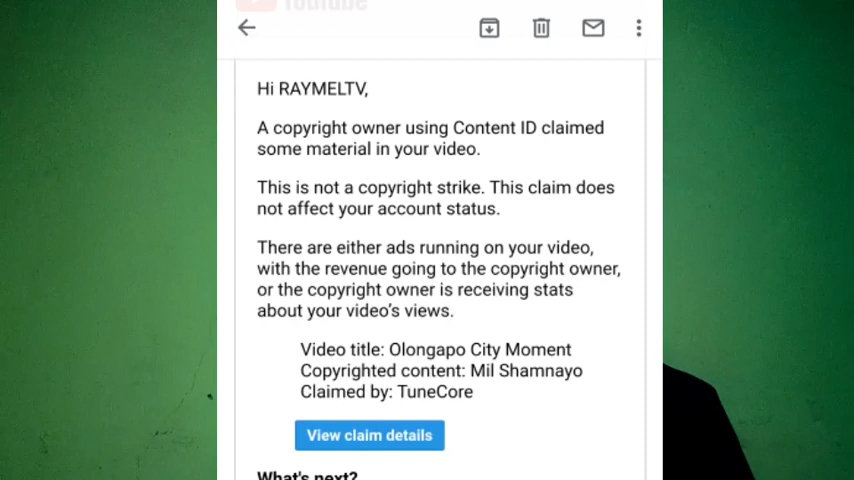 YouTube
Hi RAYMELTV,
A copyright owner using Content ID claimed
some material in your video.
This is not a copyright strike. This claim does
not affect your account status.
There are either ads running on your video,
with the revenue going to the copyright owner,
or the copyright owner is receiving stats
about your video’s views.
Video title: Olongapo City Moment
Copyrighted content: Mil Shamnayo
Claimed by: TuneCore
View claim details
What's next?